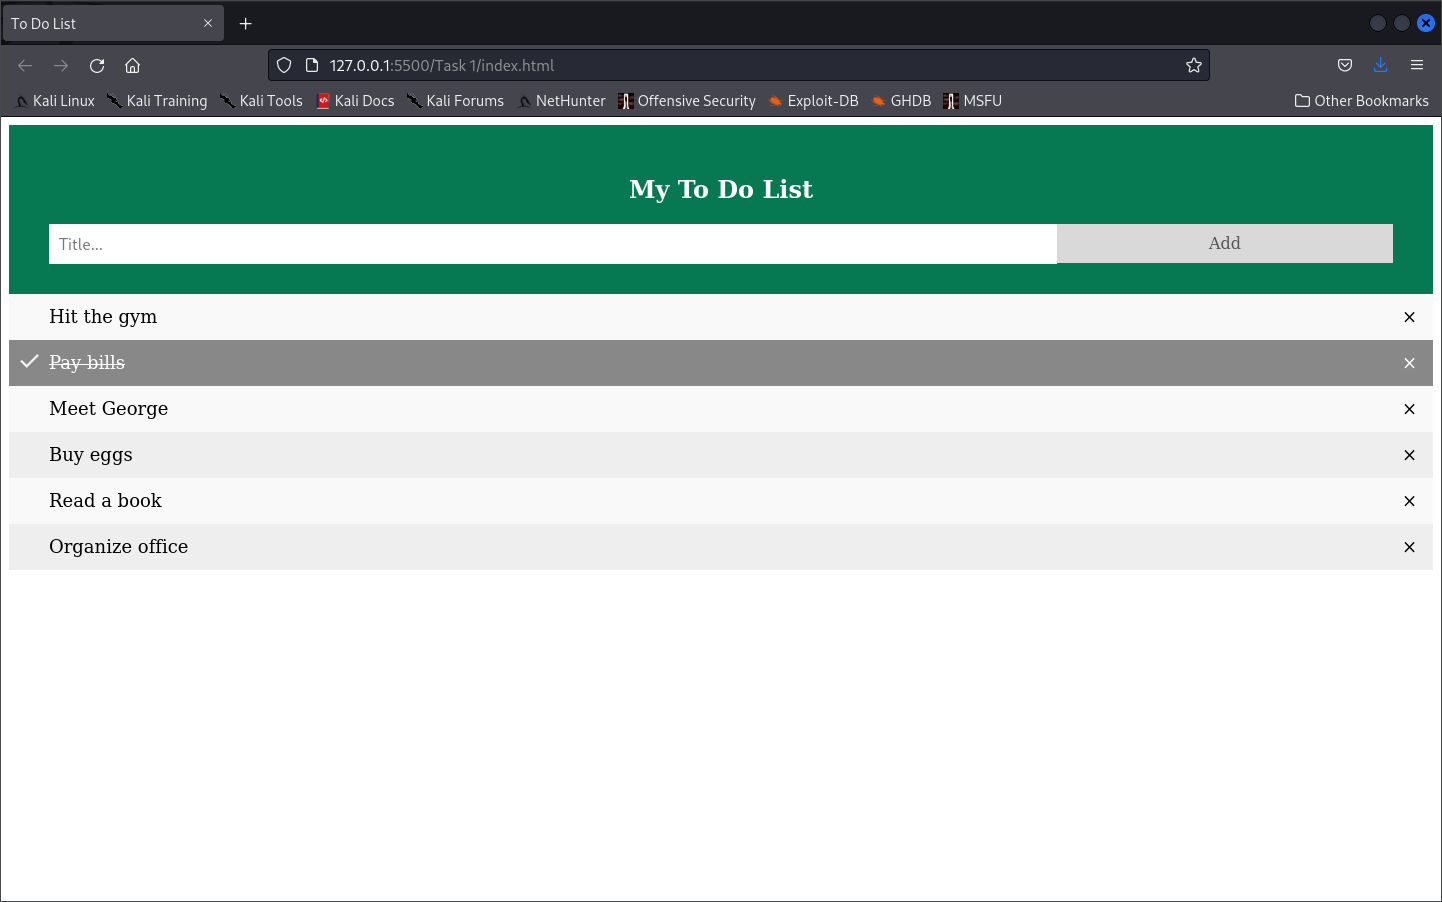 To Do List
127.0.0.1:5500/Task 1/index.html
Kali Linux Kali Training Kali Tools Kali Docs Kali Forums NetHunter Offensive Security Exploit-DB GHDB MSFU Other Bookmarks
My To Do List
Title... Add
Hit the gym ×
Pay bills ×
Meet George ×
Buy eggs ×
Read a book ×
Organize office ×